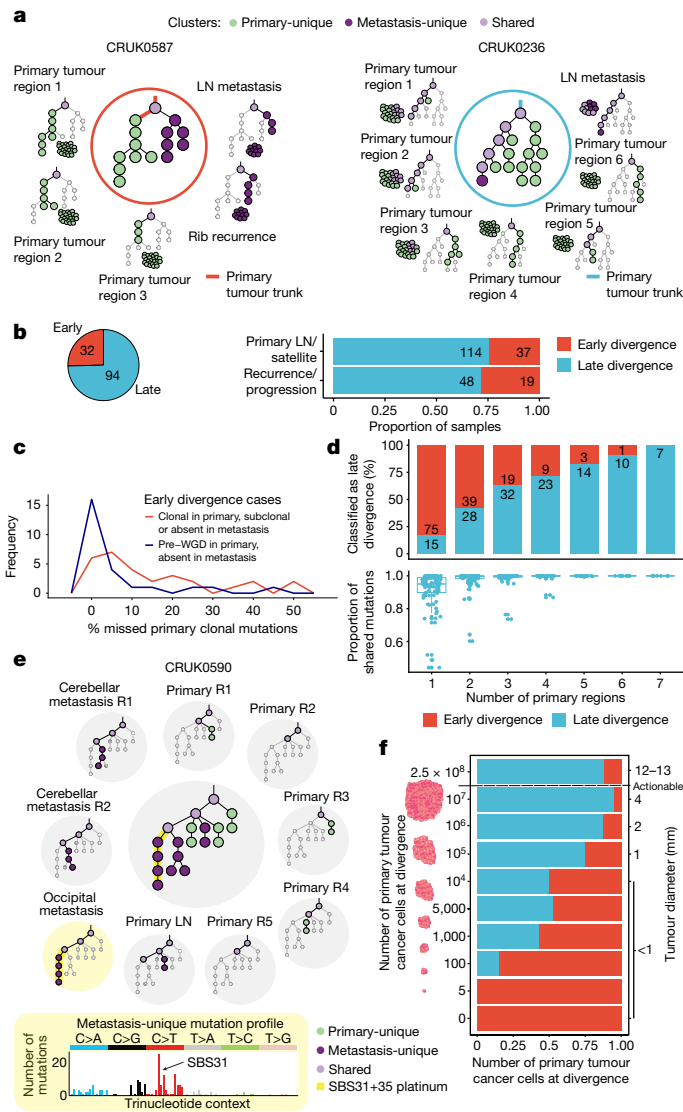 a
Clusters: Primary-unique Metastasis-unique Shared
CRUK0587
Primary tumour
region 1
LN metastasis
Primary tumour
region 2
Rib recurrence
Primary tumour
region 3
Primary
tumour trunk
CRUK0236
Primary tumour
region 1
LN metastasis
Primary tumour
region 2
Primary tumour
region 6
Primary tumour
region 3
Primary tumour
region 5
Primary tumour
region 4
Primary
tumour trunk
b
Early
32
94
Late
Primary LN/
satellite
114 37
Recurrence/
progression
48 19
0 0.25 0.50 0.75 1.00
Proportion of samples
Early divergence
Late divergence
c
Early divergence cases
Clonal in primary, subclonal
or absent in metastasis
Pre−WGD in primary,
absent in metastasis
Frequency
15
10
5
0
0 10 20 30 40 50
% missed primary clonal mutations
d
Classified as late
divergence (%)
100
75
50
25
0
75 39 19 9 3 1 7
15 28 32 23 14 10
Proportion of
shared mutations
1.0
0.8
0.6
1 2 3 4 5 6 7
Number of primary regions
Early divergence Late divergence
e
CRUK0590
Cerebellar
metastasis R1
Primary R1
Primary R2
Cerebellar
metastasis R2
Primary R3
Primary R4
Occipital
metastasis
Primary LN
Primary R5
Metastasis-unique mutation profile
C>A C>G C>T T>A T>C T>G
Number of
mutations
20
0
SBS31
Trinucleotide context
Primary-unique
Metastasis-unique
Shared
SBS31+35 platinum
f
Number of primary tumour
cancer cells at divergence
2.5 × 10⁸
10⁷
10⁶
10⁵
10⁴
5,000
1,000
100
5
0
12–13
Actionable
4
2
1
<1
Tumour diameter (mm)
0 0.25 0.50 0.75 1.00
Number of primary tumour
cancer cells at divergence